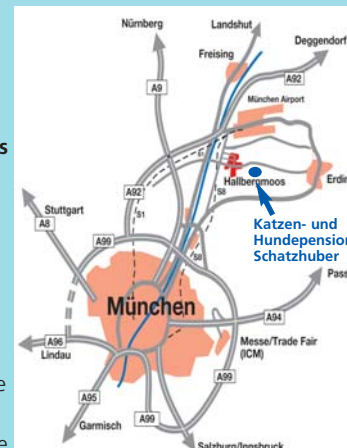 Nürnberg
Landshut
Deggendorf
Freising
A9
A92
München Airport
s
S1
A92
S8
Hallbergmoos
Erdin
Stuttgart
S1
A8
A99
S8
Katzen- und
Hundepension
Schatzhuber
München
Pass
A94
Messe/Trade Fair
(ICM)
A96
Lindau
A99
e
A95
Garmisch
A99
e
Salzburg/Innsbruck